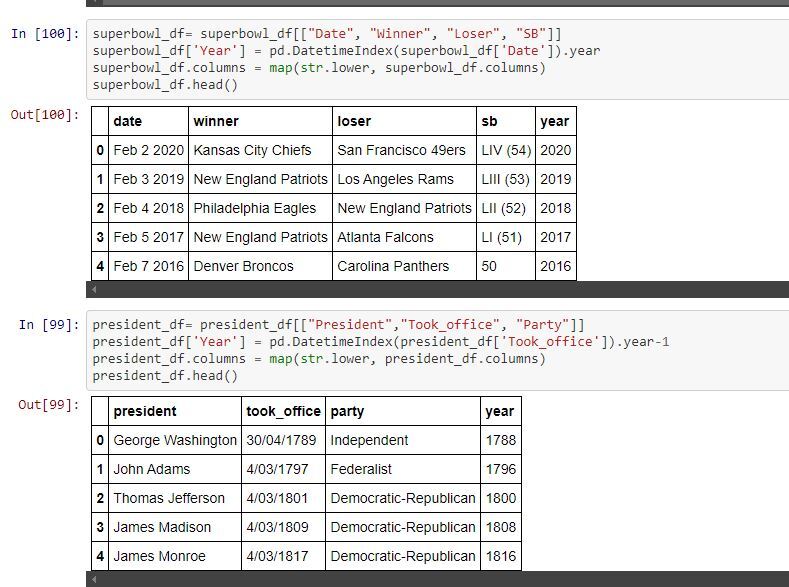 In [100]: superbowl_df= superbowl_df[["Date", "Winner", "Loser", "SB"]]
superbowl_df['Year'] = pd.DatetimeIndex(superbowl_df['Date']).year
superbowl_df.columns = map(str.lower, superbowl_df.columns)
superbowl_df.head()
Out[100]:
date winner loser sb year
0 Feb 2 2020 Kansas City Chiefs San Francisco 49ers LIV (54) 2020
1 Feb 3 2019 New England Patriots Los Angeles Rams LIII (53) 2019
2 Feb 4 2018 Philadelphia Eagles New England Patriots LII (52) 2018
3 Feb 5 2017 New England Patriots Atlanta Falcons LI (51) 2017
4 Feb 7 2016 Denver Broncos Carolina Panthers 50 2016
In [99]: president_df= president_df[["President","Took_office", "Party"]]
president_df['Year'] = pd.DatetimeIndex(president_df['Took_office']).year-1
president_df.columns = map(str.lower, president_df.columns)
president_df.head()
Out[99]:
president took_office party year
0 George Washington 30/04/1789 Independent 1788
1 John Adams 4/03/1797 Federalist 1796
2 Thomas Jefferson 4/03/1801 Democratic-Republican 1800
3 James Madison 4/03/1809 Democratic-Republican 1808
4 James Monroe 4/03/1817 Democratic-Republican 1816